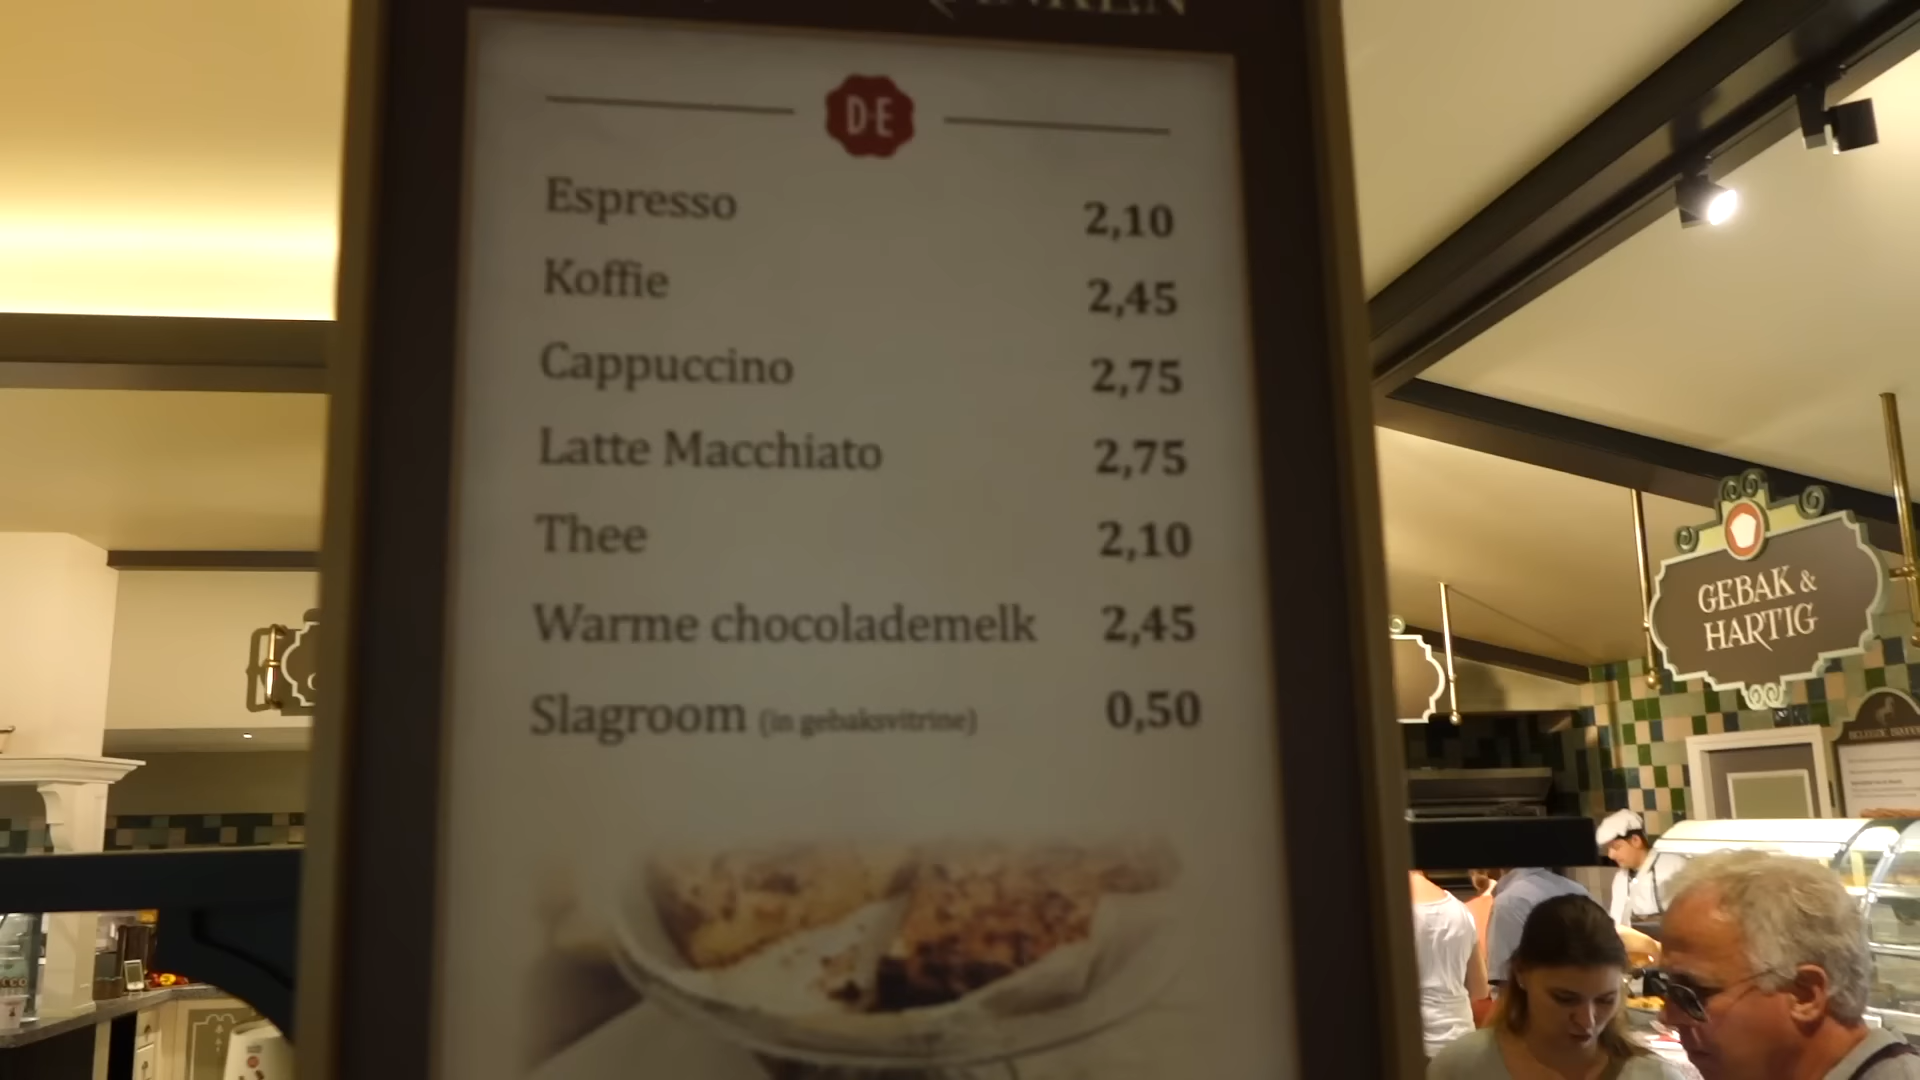 D·E
Espresso 2,10
Koffie 2,45
Cappuccino 2,75
Latte Macchiato 2,75
Thee 2,10
Warme chocolademelk 2,45
Slagroom (in gebaksvitrine) 0,50
GEBAK &
HARTIG